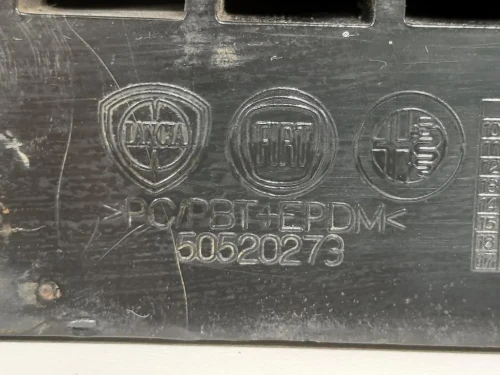 LANCIA FIAT
>PC/PBT+EPDM<
50520273